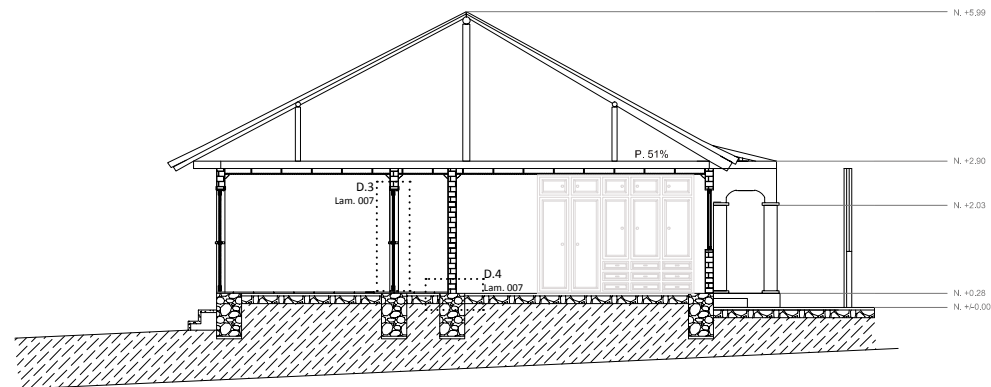 N. +5.99
P. 51%
N. +2.90
D.3
Lam. 007
N. +2.03
D.4
Lam. 007
N. +0.28
N. +/-0.00